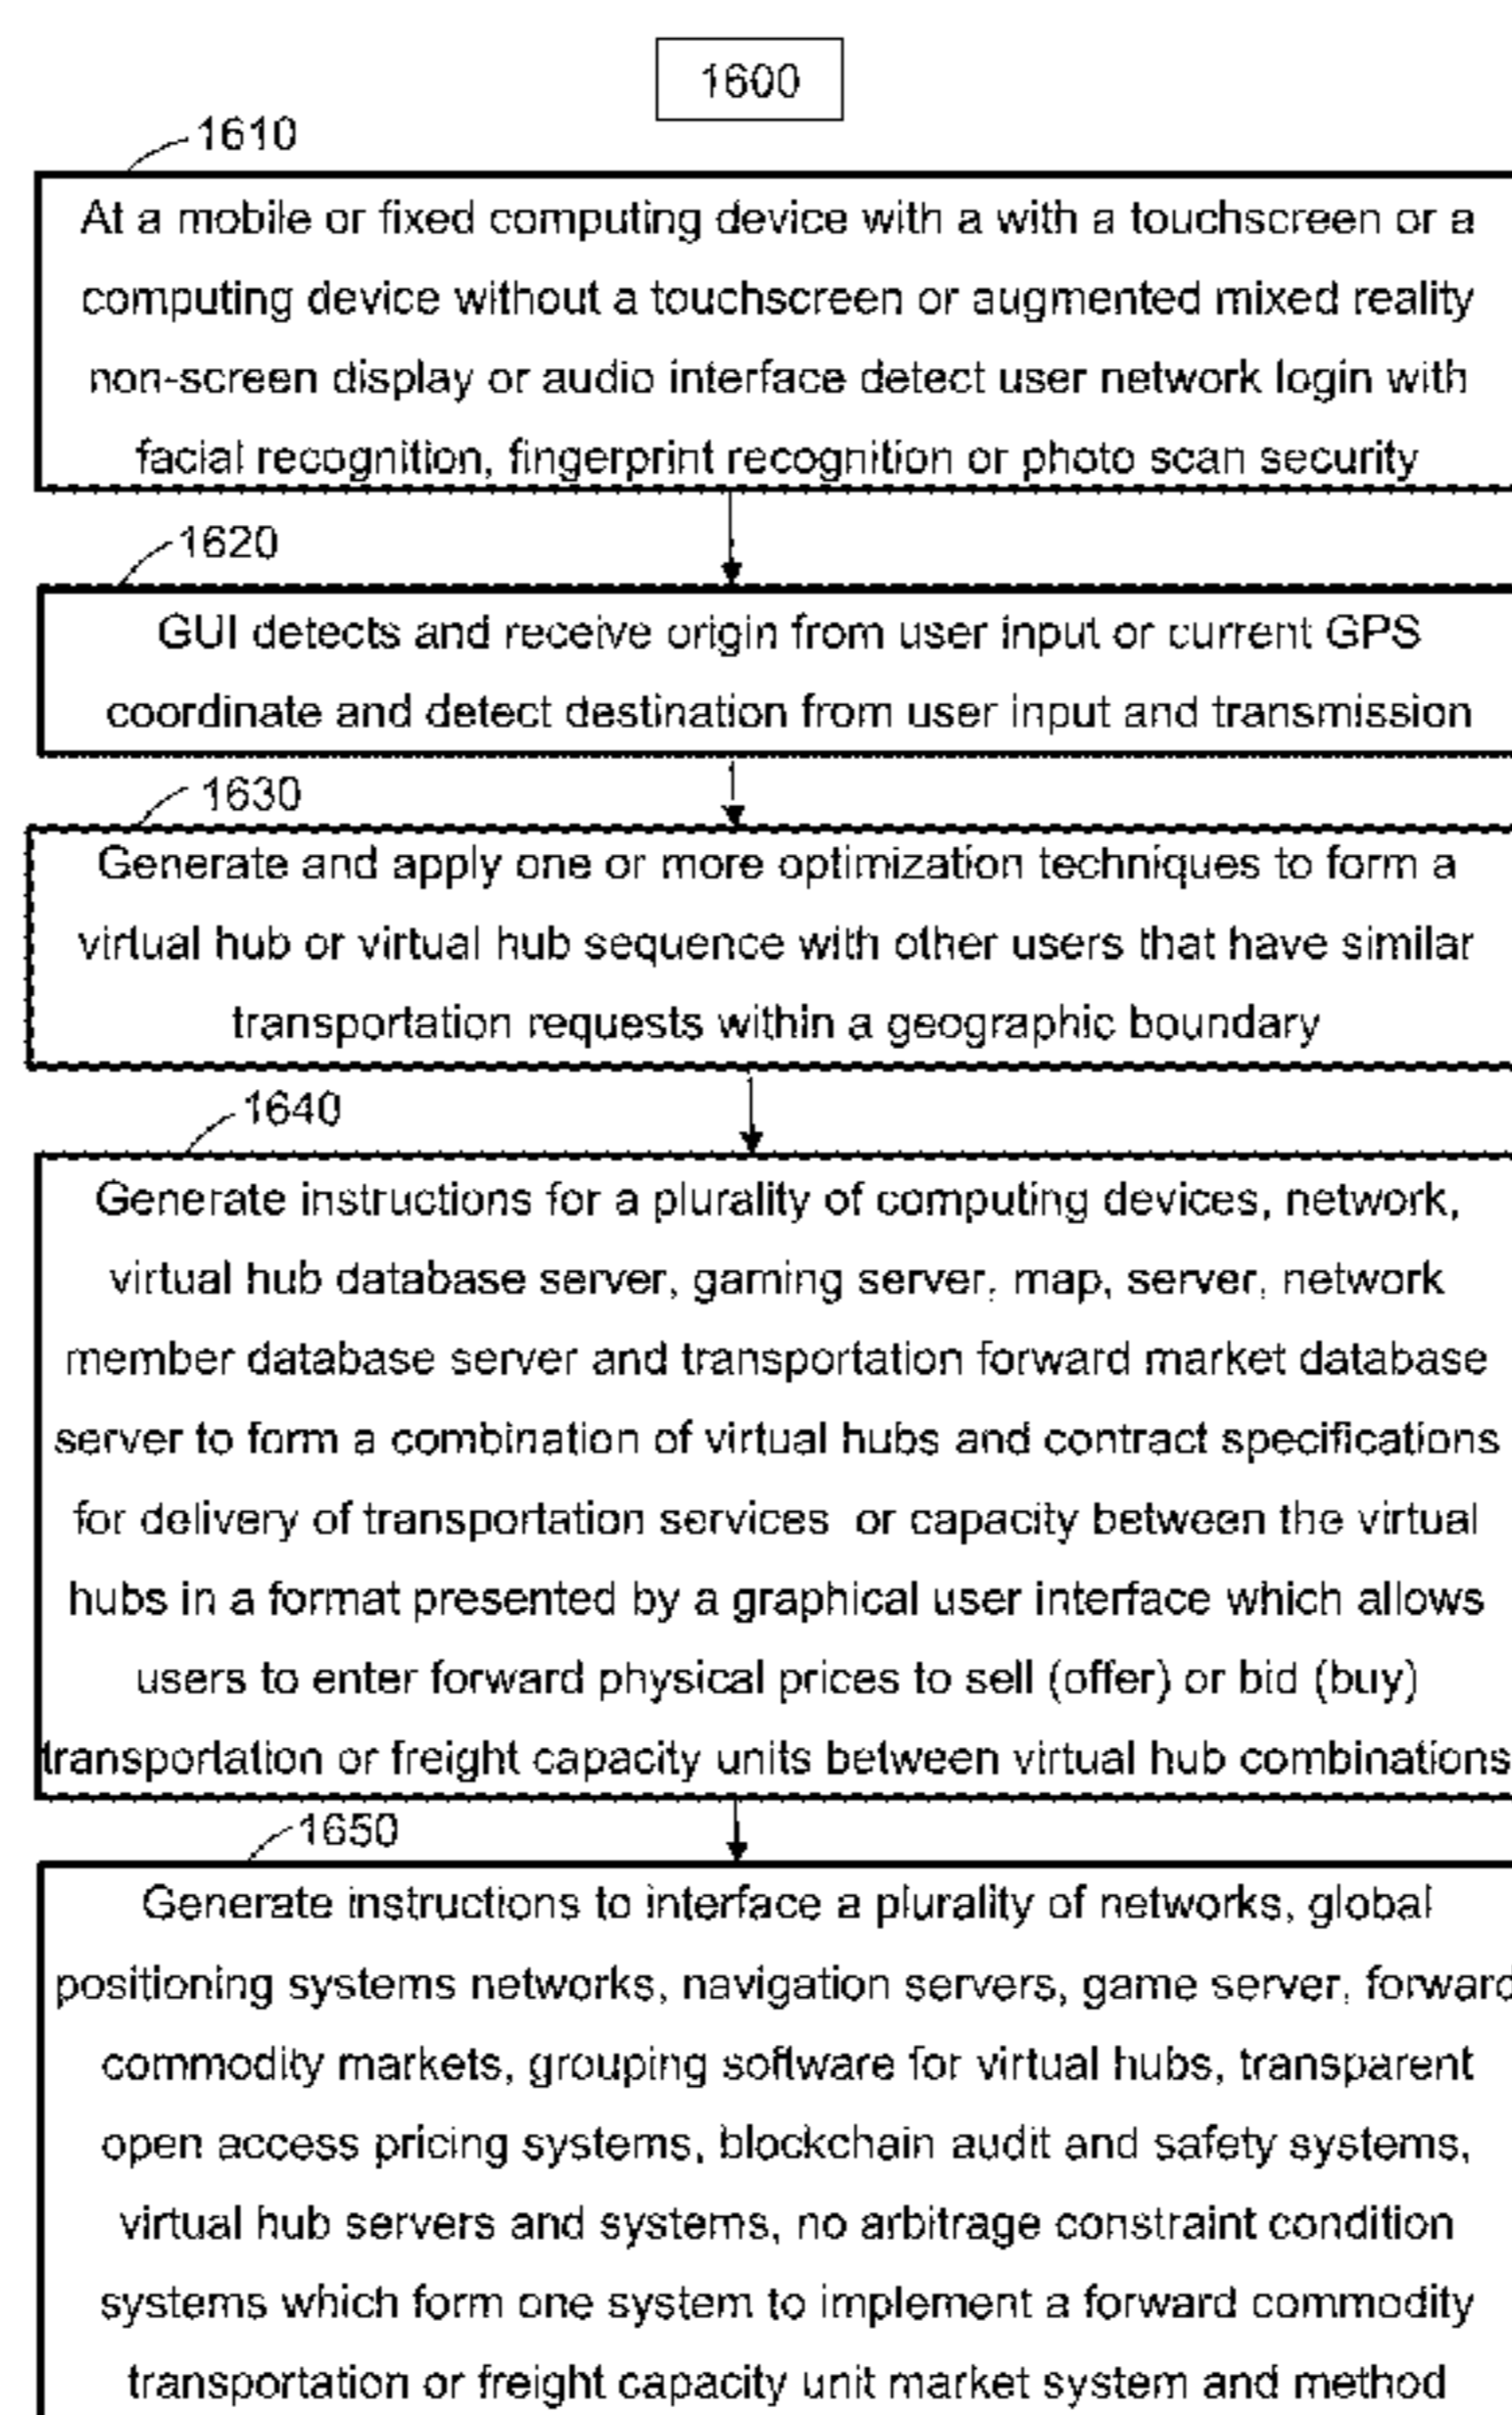 1600
1610
At a mobile or fixed computing device with a with a touchscreen or a
computing device without a touchscreen or augmented mixed reality
non-screen display or audio interface detect user network login with
facial recognition, fingerprint recognition or photo scan security
1620
GUI detects and receive origin from user input or current GPS
coordinate and detect destination from user input and transmission
1630
Generate and apply one or more optimization techniques to form a
virtual hub or virtual hub sequence with other users that have similar
transportation requests within a geographic boundary
1640
Generate instructions for a plurality of computing devices, network,
virtual hub database server, gaming server, map, server, network
member database server and transportation forward market database
server to form a combination of virtual hubs and contract specifications
for delivery of transportation services or capacity between the virtual
hubs in a format presented by a graphical user interface which allows
users to enter forward physical prices to sell (offer) or bid (buy)
transportation or freight capacity units between virtual hub combinations
1650
Generate instructions to interface a plurality of networks, global
positioning systems networks, navigation servers, game server, forward
commodity markets, grouping software for virtual hubs, transparent
open access pricing systems, blockchain audit and safety systems,
virtual hub servers and systems, no arbitrage constraint condition
systems which form one system to implement a forward commodity
transportation or freight capacity unit market system and method